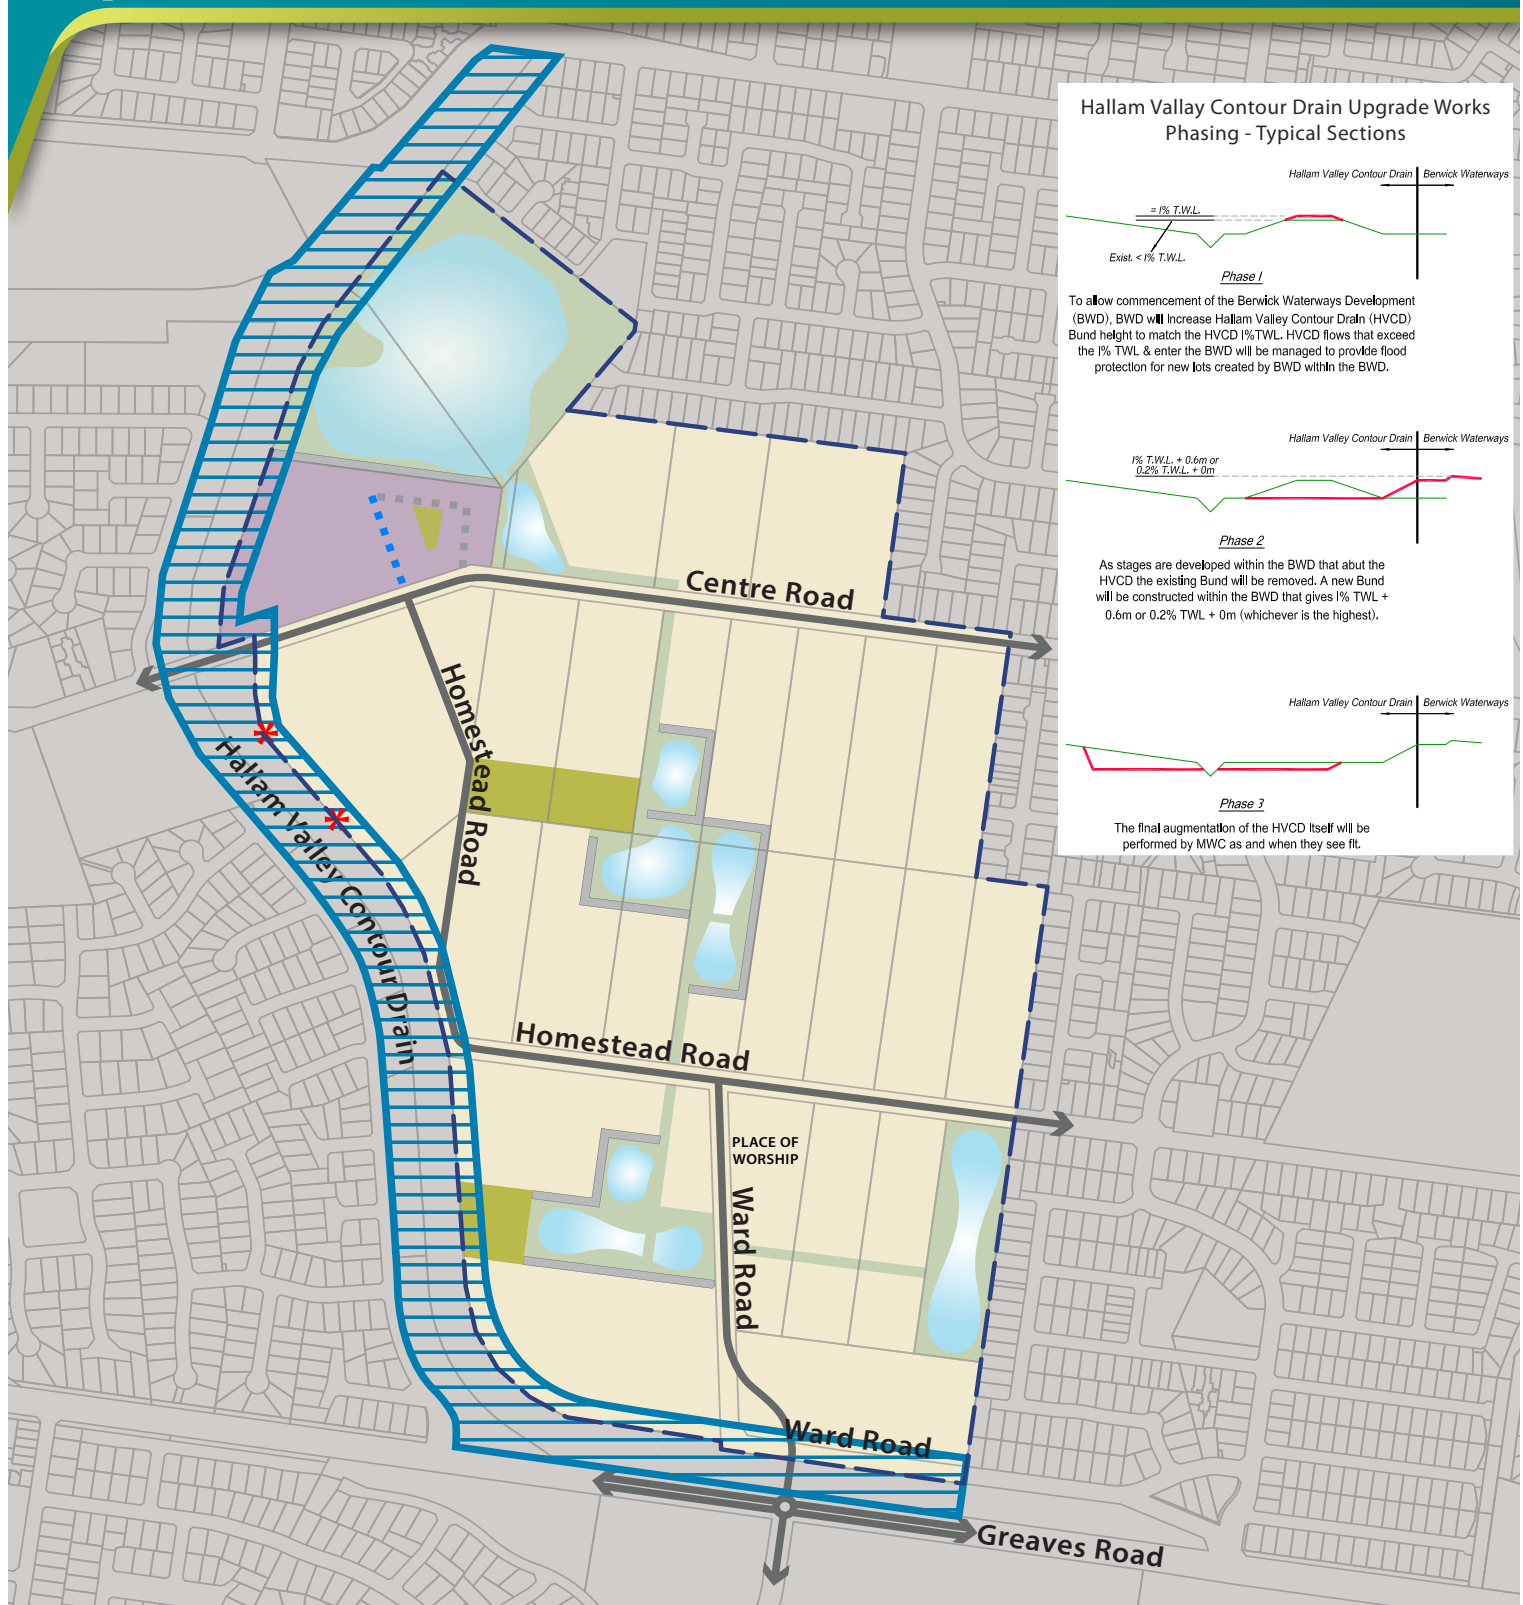 Hallam Vallay Contour Drain Upgrade Works
Phasing - Typical Sections
Hallam Valley Contour Drain
Berwick Waterways
= 1% T.W.L.
Exist. < 1% T.W.L.
Phase 1
To allow commencement of the Berwick Waterways Development
(BWD), BWD will increase Hallam Valley Contour Drain (HVCD)
Bund height to match the HVCD 1%TWL. HVCD flows that exceed
the 1% TWL & enter the BWD will be managed to provide flood
protection for new lots created by BWD within the BWD.
Hallam Valley Contour Drain
Berwick Waterways
1% T.W.L. + 0.6m or
0.2% T.W.L. + 0m
Phase 2
As stages are developed within the BWD that abut the
HVCD the existing Bund will be removed. A new Bund
will be constructed within the BWD that gives 1% TWL +
0.6m or 0.2% TWL + 0m (whichever is the highest).
Hallam Valley Contour Drain
Berwick Waterways
Phase 3
The final augmentation of the HVCD itself will be
performed by MWC as and when they see fit.
Centre Road
Homestead Road
Hallam Valley Contour Drain
Homestead Road
PLACE OF
WORSHIP
Ward Road
Ward Road
Greaves Road